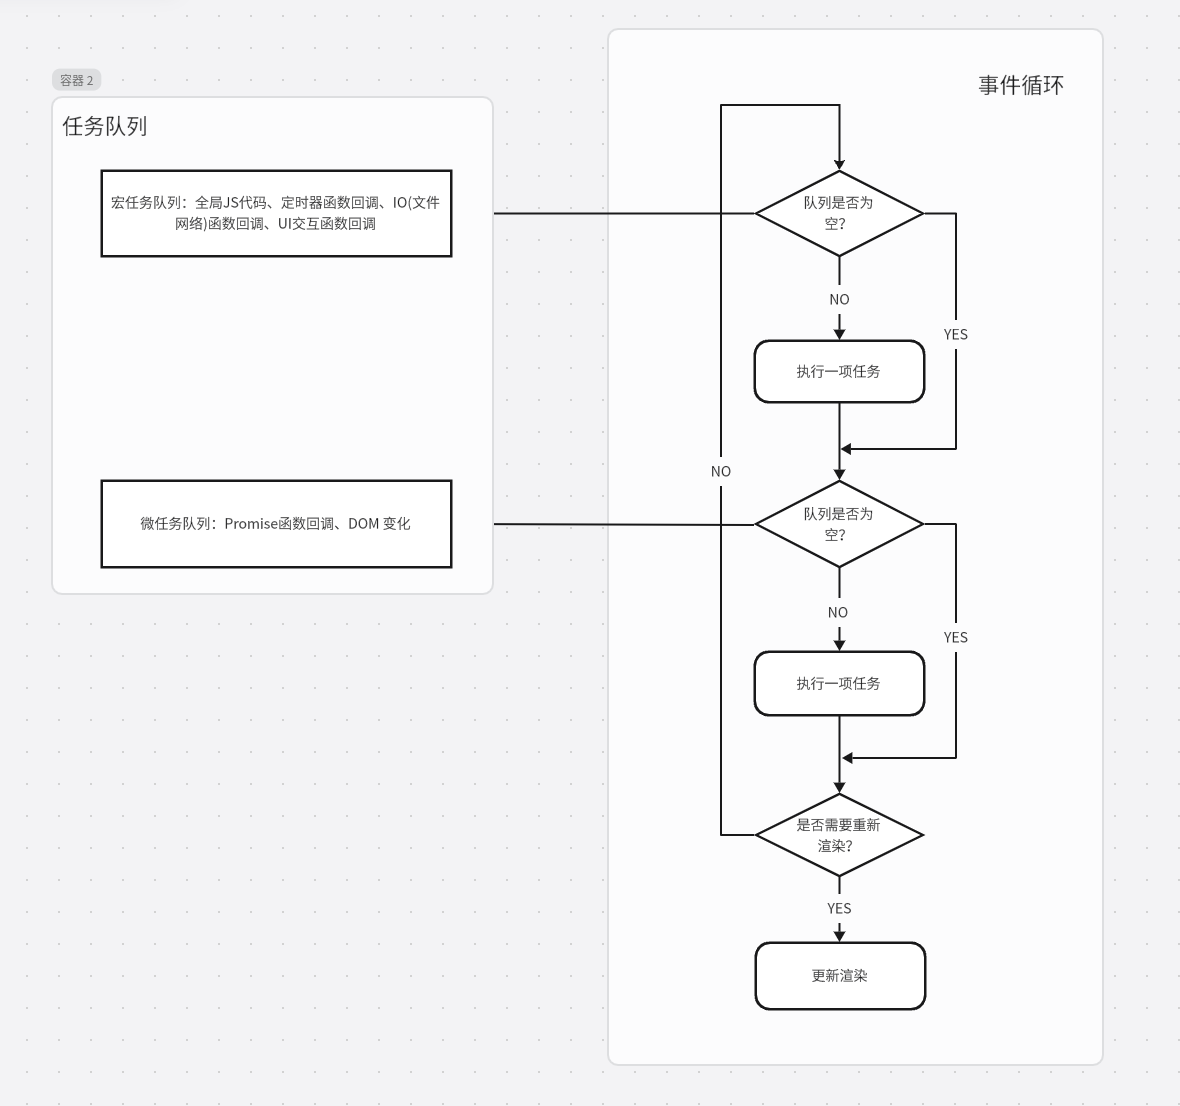 容器 2
任务队列
宏任务队列：全局JS代码、定时器函数回调、IO(文件
网络)函数回调、UI交互函数回调
微任务队列：Promise函数回调、DOM 变化
事件循环
队列是否为
空？
NO
YES
执行一项任务
NO
队列是否为
空？
NO
YES
执行一项任务
是否需要重新
渲染？
YES
更新渲染